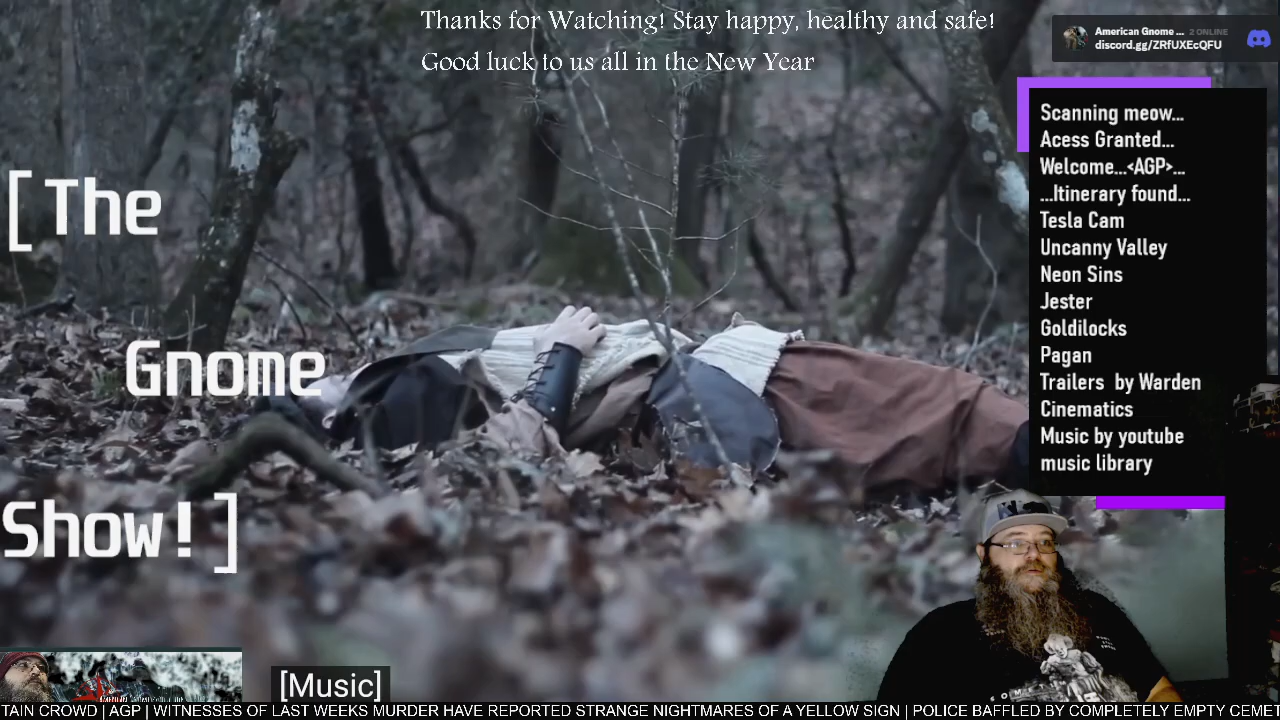 Thanks for Watching! Stay happy, healthy and safe!
Good luck to us all in the New Year
American Gnome ... 2 ONLINE
discord.gg/ZRfUXEcQFU
Scanning meow...
Acess Granted...
Welcome...<AGP>...
...Itinerary found...
Tesla Cam
Uncanny Valley
Neon Sins
Jester
Goldilocks
Pagan
Trailers by Warden
Cinematics
Music by youtube
music library
[The
Gnome
Show!]
[Music]
TAIN CROWD | AGP | WITNESSES OF LAST WEEKS MURDER HAVE REPORTED STRANGE NIGHTMARES OF A YELLOW SIGN | POLICE BAFFLED BY COMPLETELY EMPTY CEMET